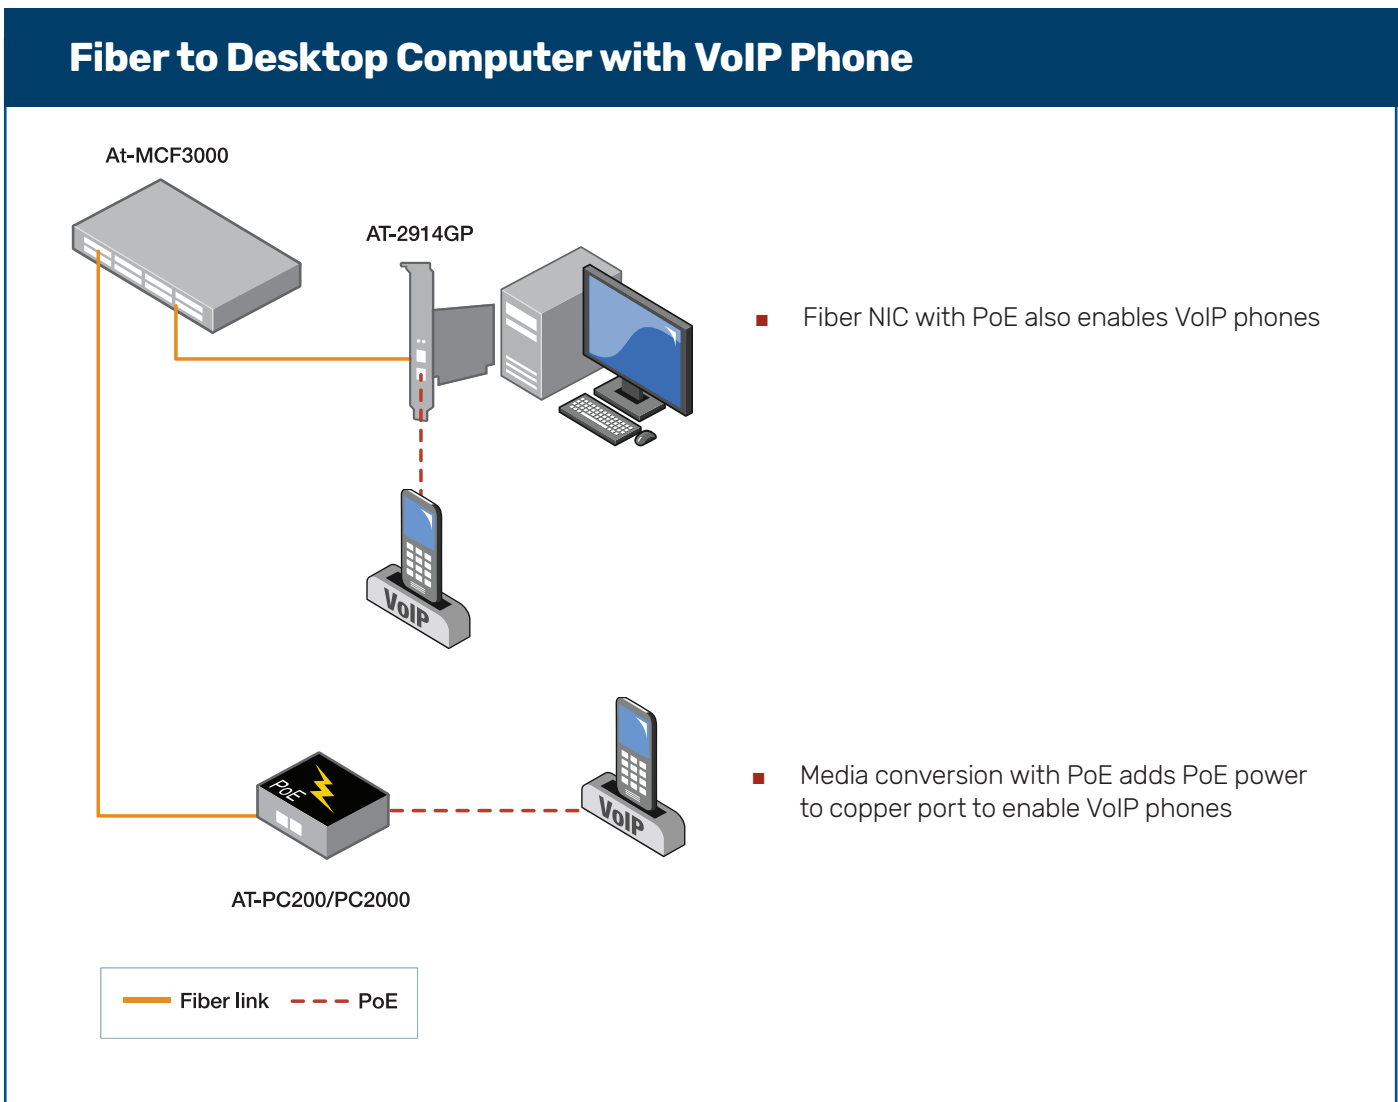 Fiber to Desktop Computer with VoIP Phone
At-MCF3000
AT-2914GP
■ Fiber NIC with PoE also enables VoIP phones
VoIP
PoE
VoIP
■ Media conversion with PoE adds PoE power
to copper port to enable VoIP phones
AT-PC200/PC2000
Fiber link
PoE